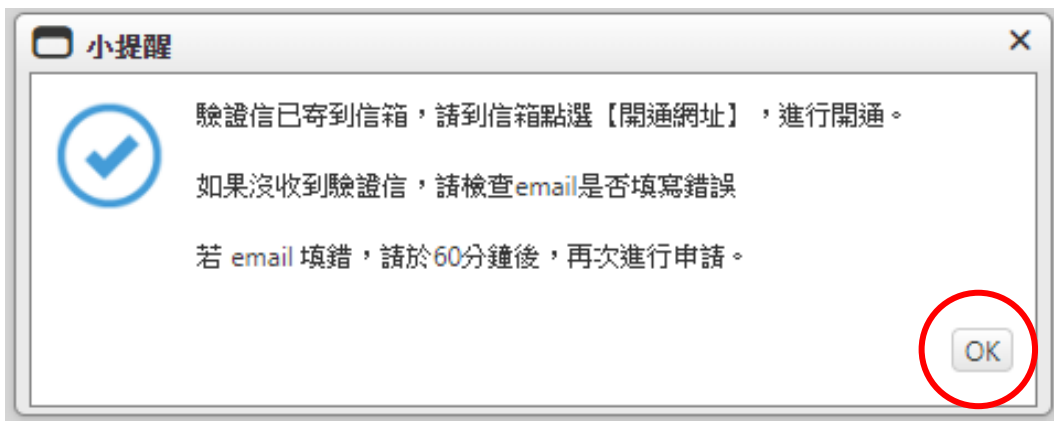 小提醒
驗證信已寄到信箱，請到信箱點選【開通網址】，進行開通。
如果沒收到驗證信，請檢查email是否填寫錯誤
若 email 填錯，請於60分鐘後，再次進行申請。
OK